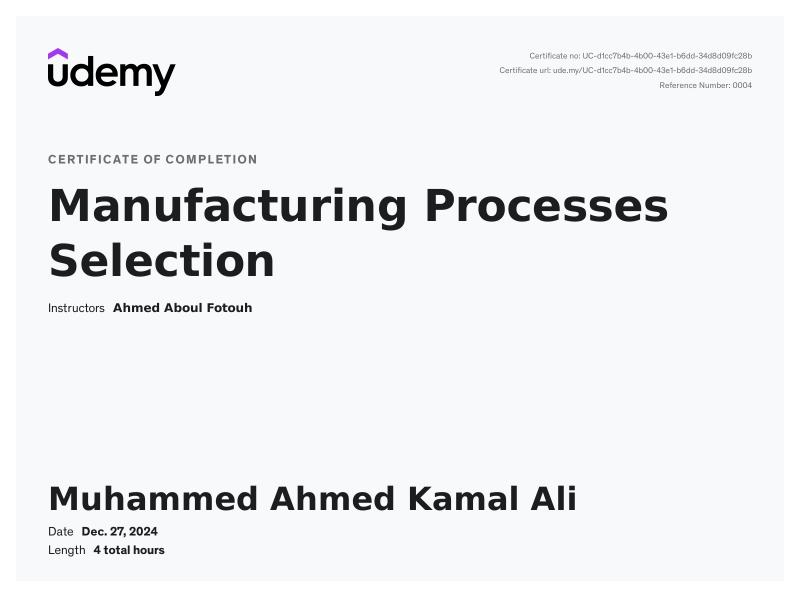 udemy
Certificate no: UC-d1cc7b4b-4b00-43e1-b6dd-34d8d09fc28b
Certificate url: ude.my/UC-d1cc7b4b-4b00-43e1-b6dd-34d8d09fc28b
Reference Number: 0004
CERTIFICATE OF COMPLETION
Manufacturing Processes
Selection
Instructors Ahmed Aboul Fotouh
Muhammed Ahmed Kamal Ali
Date Dec. 27, 2024
Length 4 total hours